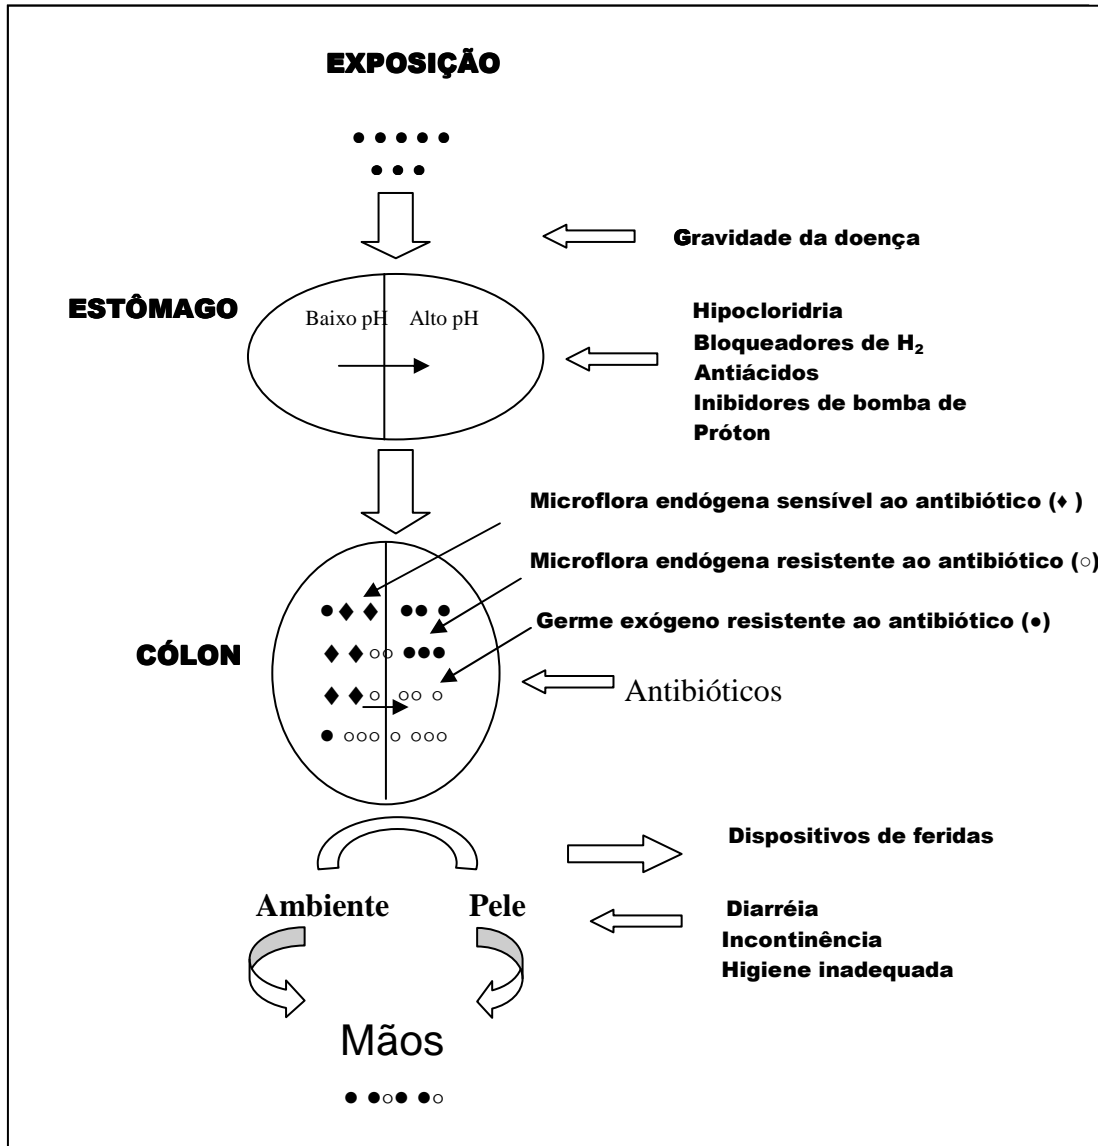 EXPOSIÇÃO
Gravidade da doença
ESTÔMAGO
Baixo pH Alto pH
Hipocloridria
Bloqueadores de H₂
Antiácidos
Inibidores de bomba de
Próton
Microflora endógena sensível ao antibiótico (♦ )
Microflora endógena resistente ao antibiótico (○)
Germe exógeno resistente ao antibiótico (●)
CÓLON
Antibióticos
Dispositivos de feridas
Ambiente Pele
Diarréia
Incontinência
Higiene inadequada
Mãos